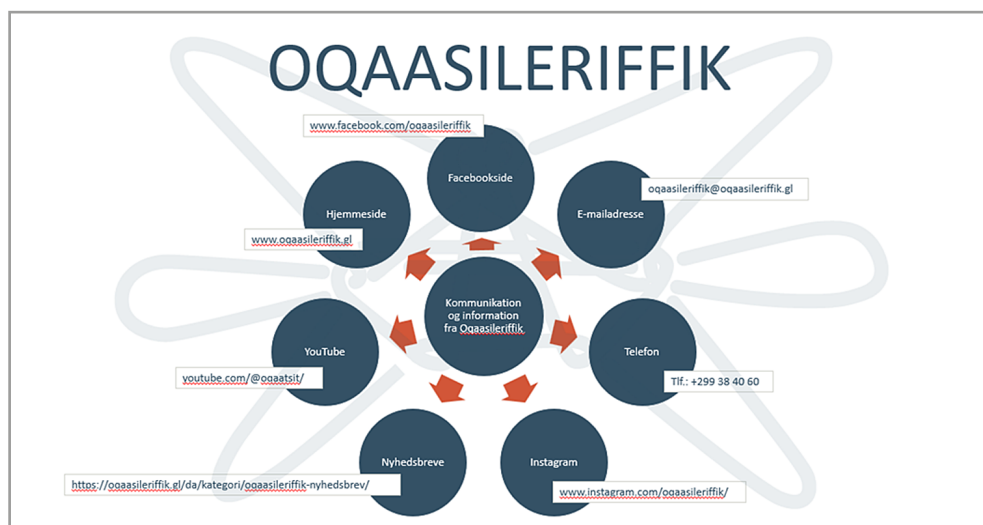 OQAASILERIFFIK
www.facebook.com/oqaasileriffik
Facebookside
oqaasileriffik@oqaasileriffik.gl
Hjemmeside
E-mailadresse
www.oqaasileriffik.gl
Kommunikation
og information
fra Oqaasileriffik
YouTube
Telefon
youtube.com/@oqaatsit/
Tlf.: +299 38 40 60
Nyhedsbreve
Instagram
https://oqaasileriffik.gl/da/kategori/oqaasileriffik-nyhedsbrev/
www.instagram.com/oqaasileriffik/